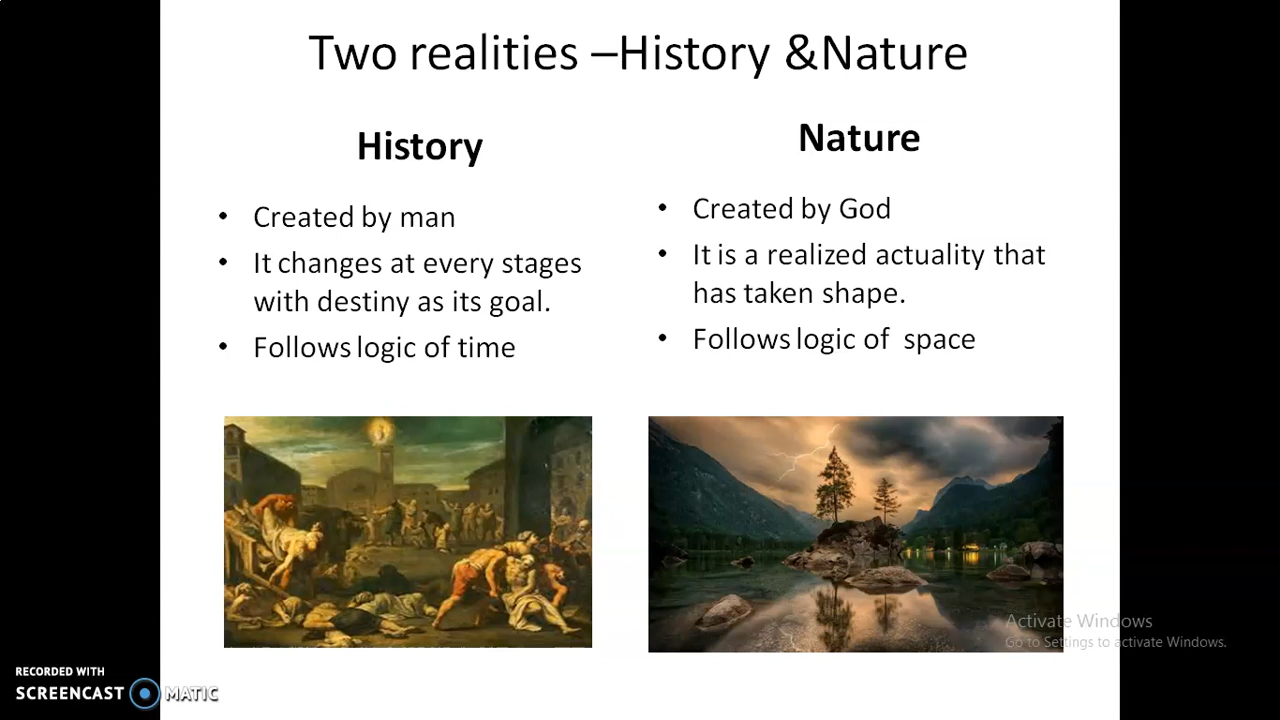 Two realities –History &Nature
History
• Created by man
• It changes at every stages
with destiny as its goal.
• Follows logic of time
Nature
• Created by God
• It is a realized actuality that
has taken shape.
• Follows logic of  space
Activate Windows
Go to Settings to activate Windows.
RECORDED WITH
SCREENCAST MATIC